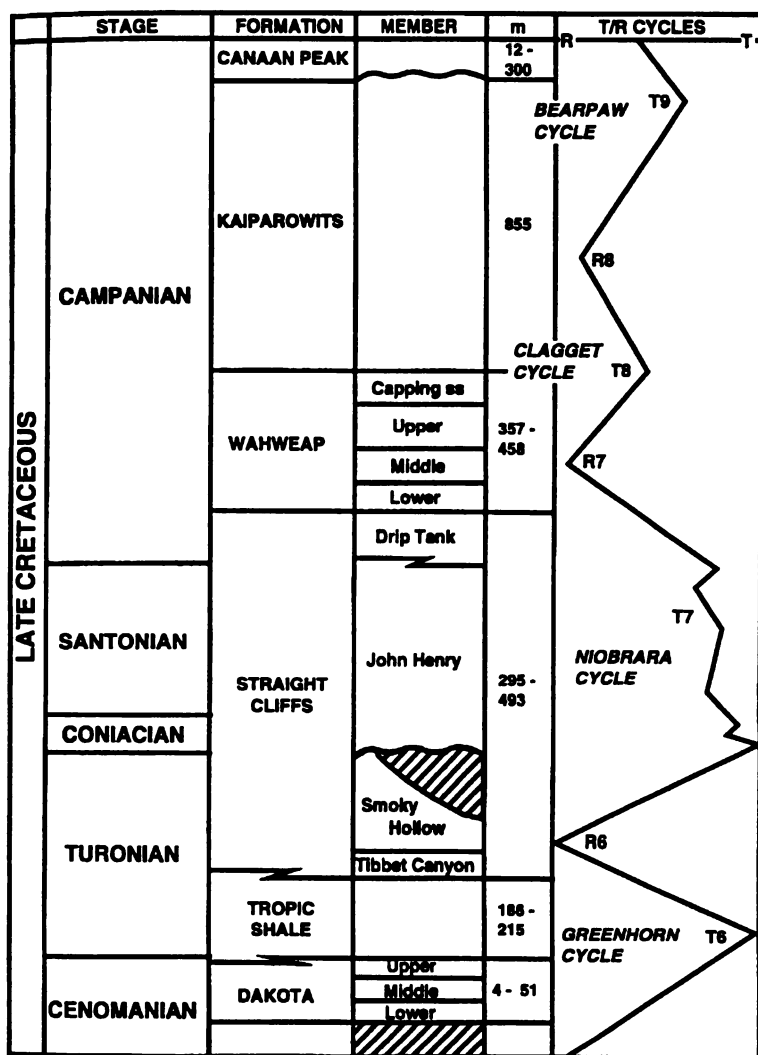 STAGE FORMATION MEMBER m T/R CYCLES
R T
CANAAN PEAK
12 -
300
LATE CRETACEOUS
CAMPANIAN
KAIPAROWITS
855
BEARPAW
CYCLE
T9
R8
CLAGGET
CYCLE
T8
WAHWEAP
Capping ss
Upper
Middle
Lower
357 -
458
R7
STRAIGHT
CLIFFS
Drip Tank
SANTONIAN
John Henry
295 -
493
T7
NIOBRARA
CYCLE
CONIACIAN
TURONIAN
Smoky
Hollow
Tibbet Canyon
R6
TROPIC
SHALE
215
GREENHORN
CYCLE
T6
CENOMANIAN
DAKOTA
Upper
Middle
Lower
4 - 51